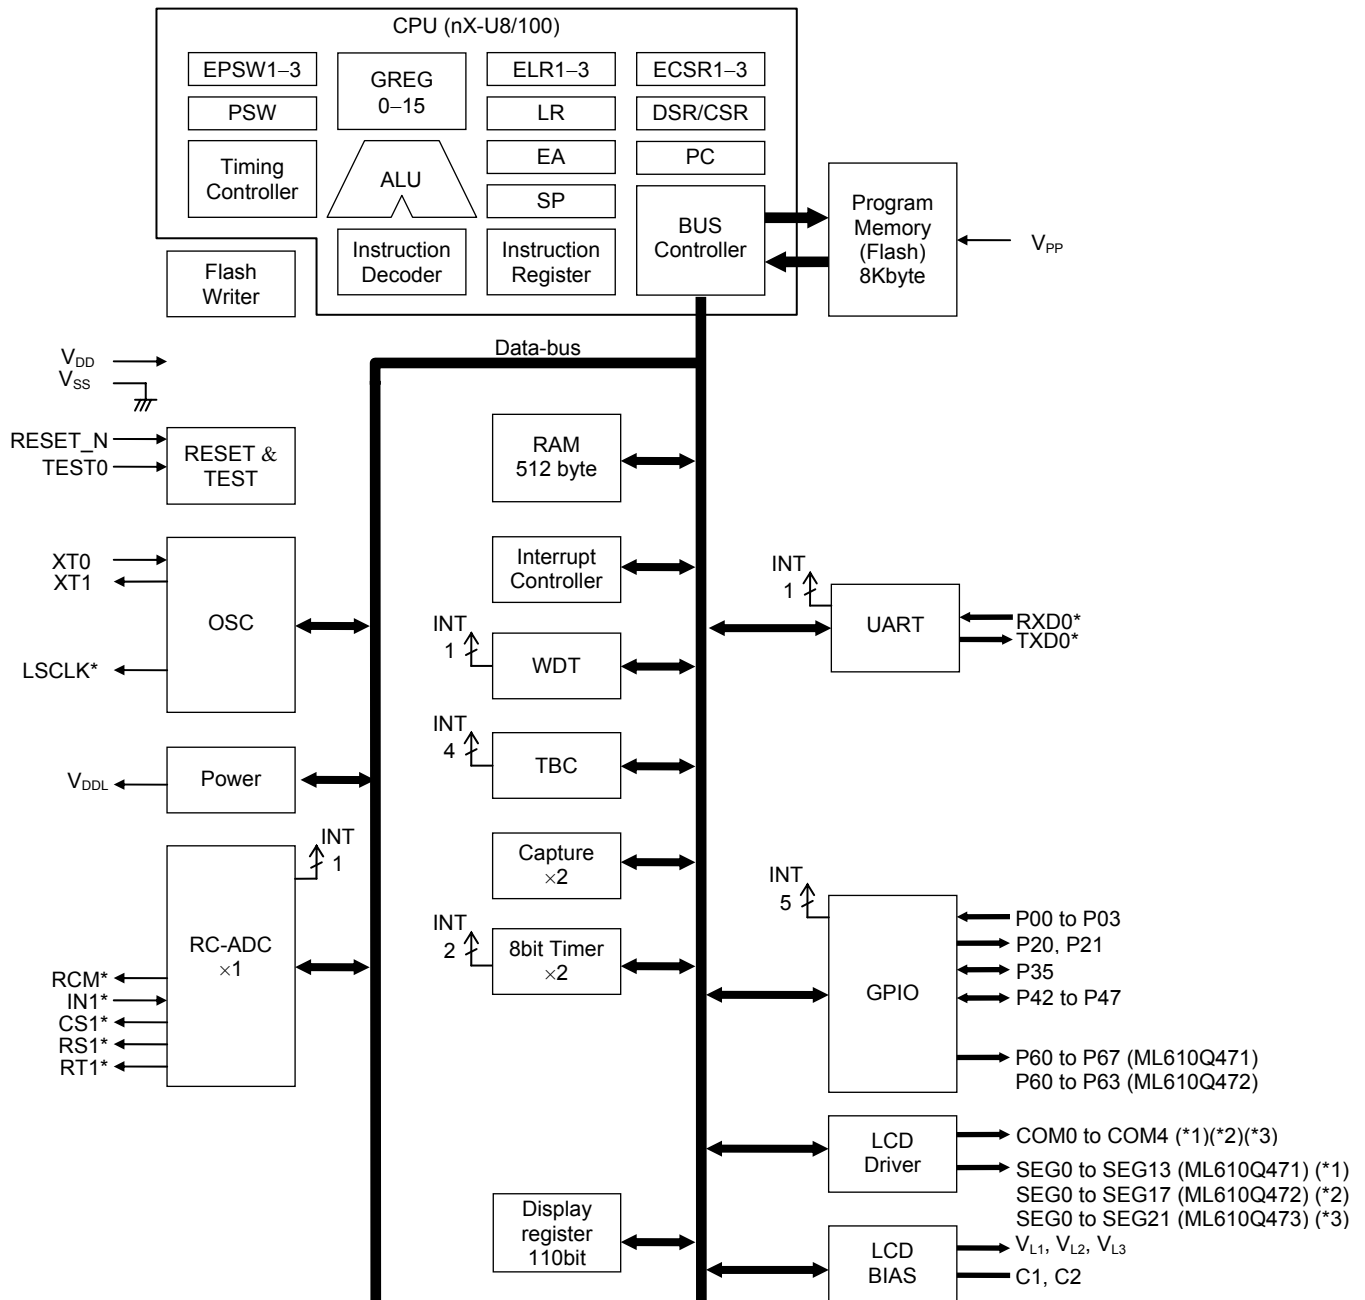 CPU (nX-U8/100)
EPSW1–3
GREG
0–15
ELR1–3
ECSR1–3
PSW
LR
DSR/CSR
Timing
Controller
ALU
EA
PC
SP
BUS
Controller
Program
Memory
(Flash)
8Kbyte
VPP
Instruction
Decoder
Instruction
Register
Flash
Writer
Data-bus
VDD
VSS
RESET_N
TEST0
RESET &
TEST
RAM
512 byte
XT0
XT1
LSCLK*
OSC
Interrupt
Controller
INT
1
WDT
INT
1
UART
RXD0*
TXD0*
INT
4
TBC
VDDL
Power
INT
1
RC-ADC
×1
RCM*
IN1*
CS1*
RS1*
RT1*
Capture
×2
INT
2
8bit Timer
×2
INT
5
GPIO
P00 to P03
P20, P21
P35
P42 to P47
P60 to P67 (ML610Q471)
P60 to P63 (ML610Q472)
LCD
Driver
COM0 to COM4 (*1)(*2)(*3)
SEG0 to SEG13 (ML610Q471) (*1)
SEG0 to SEG17 (ML610Q472) (*2)
SEG0 to SEG21 (ML610Q473) (*3)
Display
register
110bit
LCD
BIAS
VL1, VL2, VL3
C1, C2